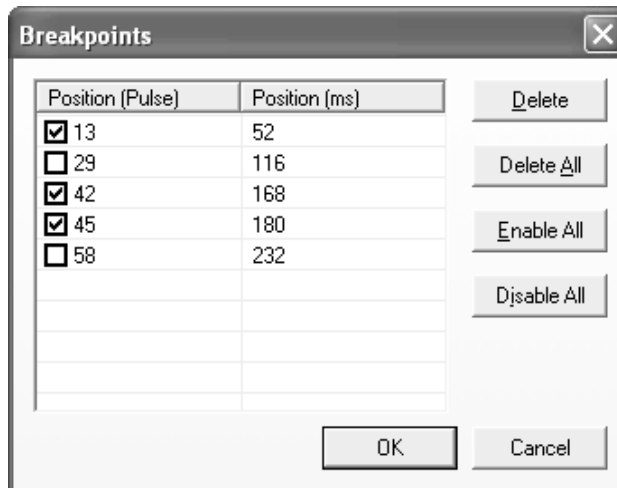 Breakpoints
Position (Pulse) Position (ms)
13 52
29 116
42 168
45 180
58 232
Delete
Delete All
Enable All
Disable All
OK Cancel